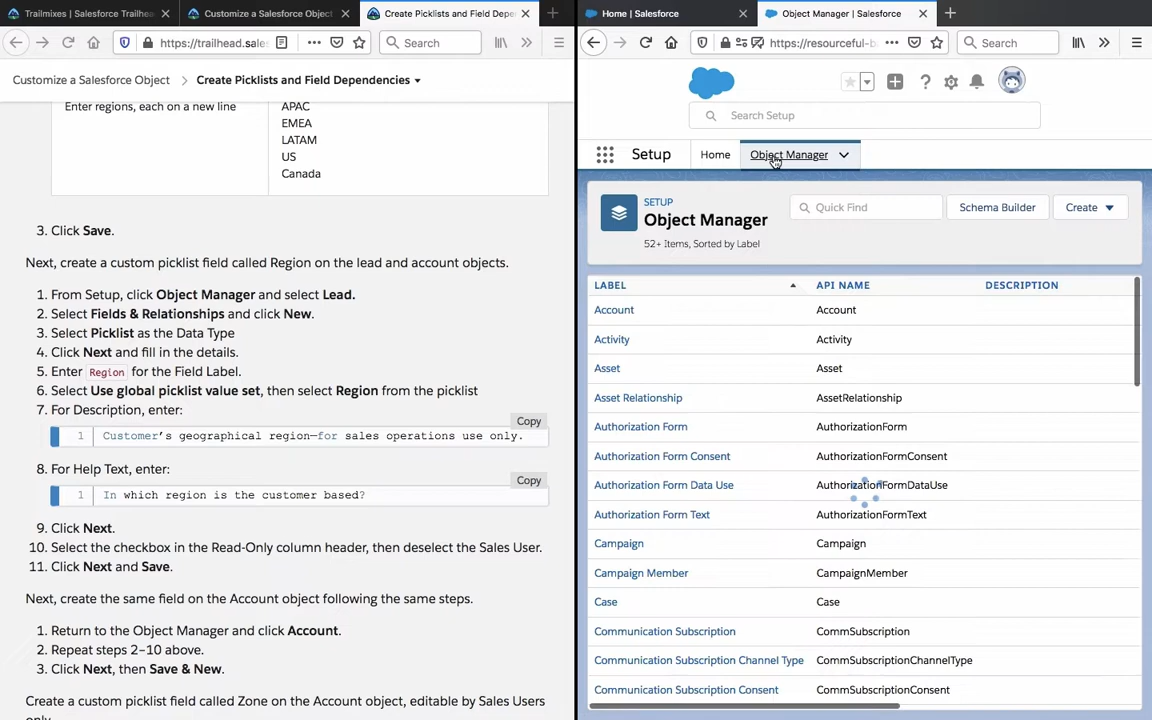 Trailmixes | Salesforce Trailhea
Customize a Salesforce Object
Create Picklists and Field Depen
https://trailhead.sales
Search
Customize a Salesforce Object
Create Picklists and Field Dependencies
Enter regions, each on a new line
APAC
EMEA
LATAM
US
Canada
3. Click Save.
Next, create a custom picklist field called Region on the lead and account objects.
1. From Setup, click Object Manager and select Lead.
2. Select Fields & Relationships and click New.
3. Select Picklist as the Data Type
4. Click Next and fill in the details.
5. Enter Region for the Field Label.
6. Select Use global picklist value set, then select Region from the picklist
7. For Description, enter:
Copy
1 Customer's geographical region—for sales operations use only.
8. For Help Text, enter:
Copy
1 In which region is the customer based?
9. Click Next.
10. Select the checkbox in the Read-Only column header, then deselect the Sales User.
11. Click Next and Save.
Next, create the same field on the Account object following the same steps.
1. Return to the Object Manager and click Account.
2. Repeat steps 2–10 above.
3. Click Next, then Save & New.
Create a custom picklist field called Zone on the Account object, editable by Sales Users
only.
Home | Salesforce
Object Manager | Salesforce
https://resourceful-b
Search
Search Setup
Setup
Home
Object Manager
SETUP
Object Manager
52+ Items, Sorted by Label
Quick Find
Schema Builder
Create
LABEL API NAME DESCRIPTION
Account Account
Activity Activity
Asset Asset
Asset Relationship AssetRelationship
Authorization Form AuthorizationForm
Authorization Form Consent AuthorizationFormConsent
Authorization Form Data Use AuthorizationFormDataUse
Authorization Form Text AuthorizationFormText
Campaign Campaign
Campaign Member CampaignMember
Case Case
Communication Subscription CommSubscription
Communication Subscription Channel Type CommSubscriptionChannelType
Communication Subscription Consent CommSubscriptionConsent